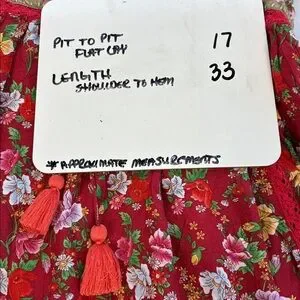 PIT TO PIT 17
FLAT LAY
LENGTH 33
SHOULDER TO HEM
*APPROXIMATE MEASUREMENTS